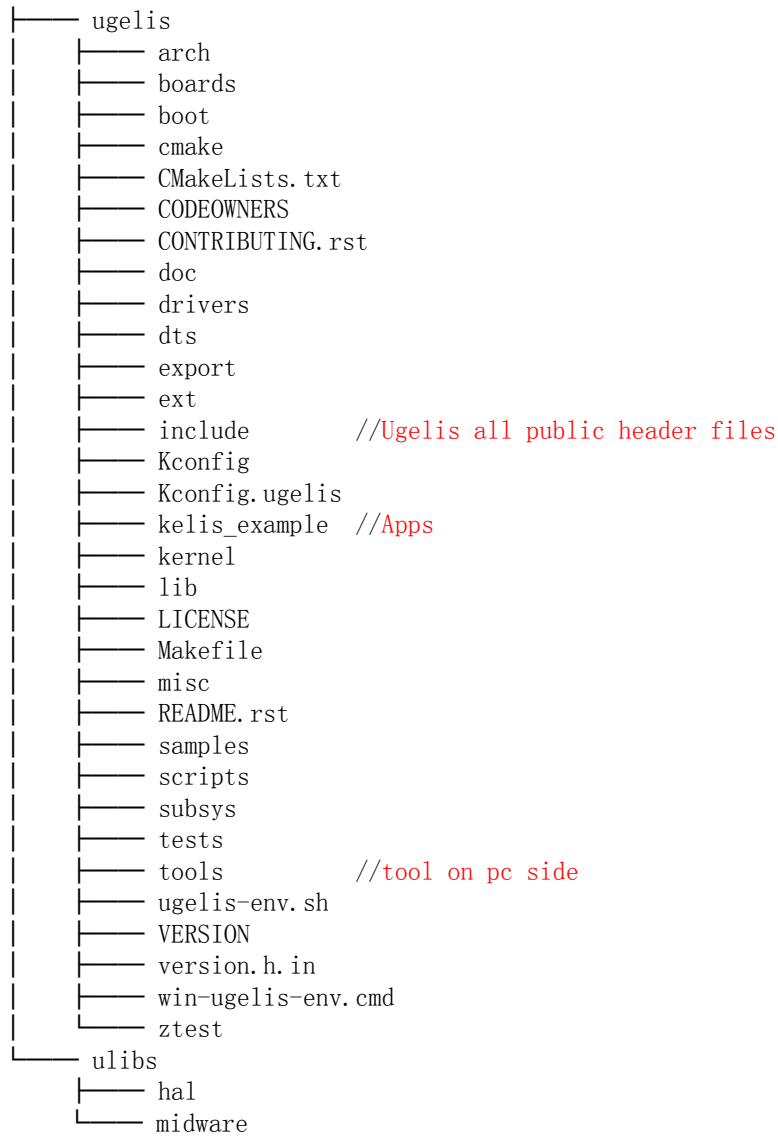 ├── ugelis
│   ├── arch
│   ├── boards
│   ├── boot
│   ├── cmake
│   ├── CMakeLists.txt
│   ├── CODEOWNERS
│   ├── CONTRIBUTING.rst
│   ├── doc
│   ├── drivers
│   ├── dts
│   ├── export
│   ├── ext
│   ├── include //Ugelis all public header files
│   ├── Kconfig
│   ├── Kconfig.ugelis
│   ├── kelis_example //Apps
│   ├── kernel
│   ├── lib
│   ├── LICENSE
│   ├── Makefile
│   ├── misc
│   ├── README.rst
│   ├── samples
│   ├── scripts
│   ├── subsys
│   ├── tests
│   ├── tools //tool on pc side
│   ├── ugelis-env.sh
│   ├── VERSION
│   ├── version.h.in
│   ├── win-ugelis-env.cmd
│   └── ztest
└── ulibs
    ├── hal
    └── midware